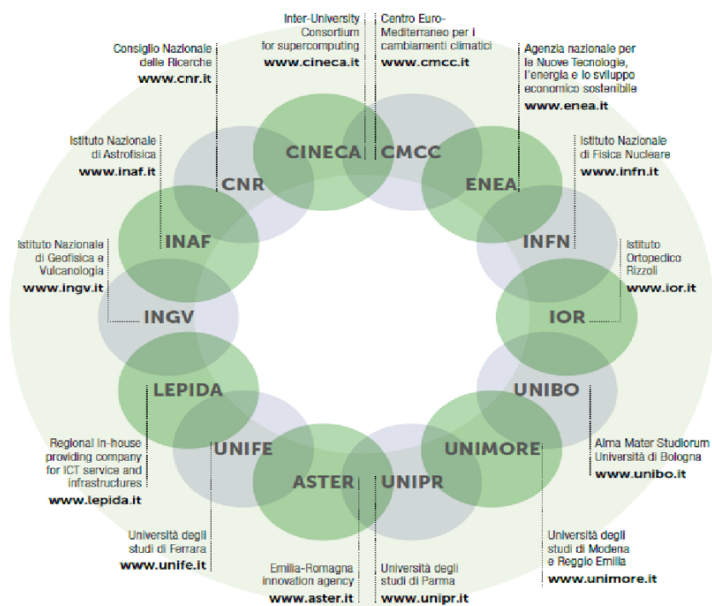 Inter-University
Consortium
for supercomputing
www.cineca.it
Centro Euro-
Mediterraneo per i
cambiamenti climatici
www.cmcc.it
Consiglio Nazionale
delle Ricerche
www.cnr.it
Agenzia nazionale per
le Nuove Tecnologie,
l'energia e lo sviluppo
economico sostenibile
www.enea.it
Istituto Nazionale
di Astrofisica
www.inaf.it
Istituto Nazionale
di Fisica Nucleare
www.infn.it
CINECA
CMCC
CNR
ENEA
INAF
INFN
Istituto Nazionale
di Geofisica e
Vulcanologia
www.ingv.it
Istituto
Ortopedico
Rizzoli
www.ior.it
INGV
IOR
LEPIDA
UNIBO
UNIFE
UNIMORE
ASTER
UNIPR
Regional in-house
providing company
for ICT service and
infrastructures
www.lepida.it
Alma Mater Studiorum
Università di Bologna
www.unibo.it
Università degli
studi di Ferrara
www.unife.it
Emilia-Romagna
innovation agency
www.aster.it
Università degli
studi di Parma
www.unipr.it
Università degli
studi di Modena
e Reggio Emilia
www.unimore.it